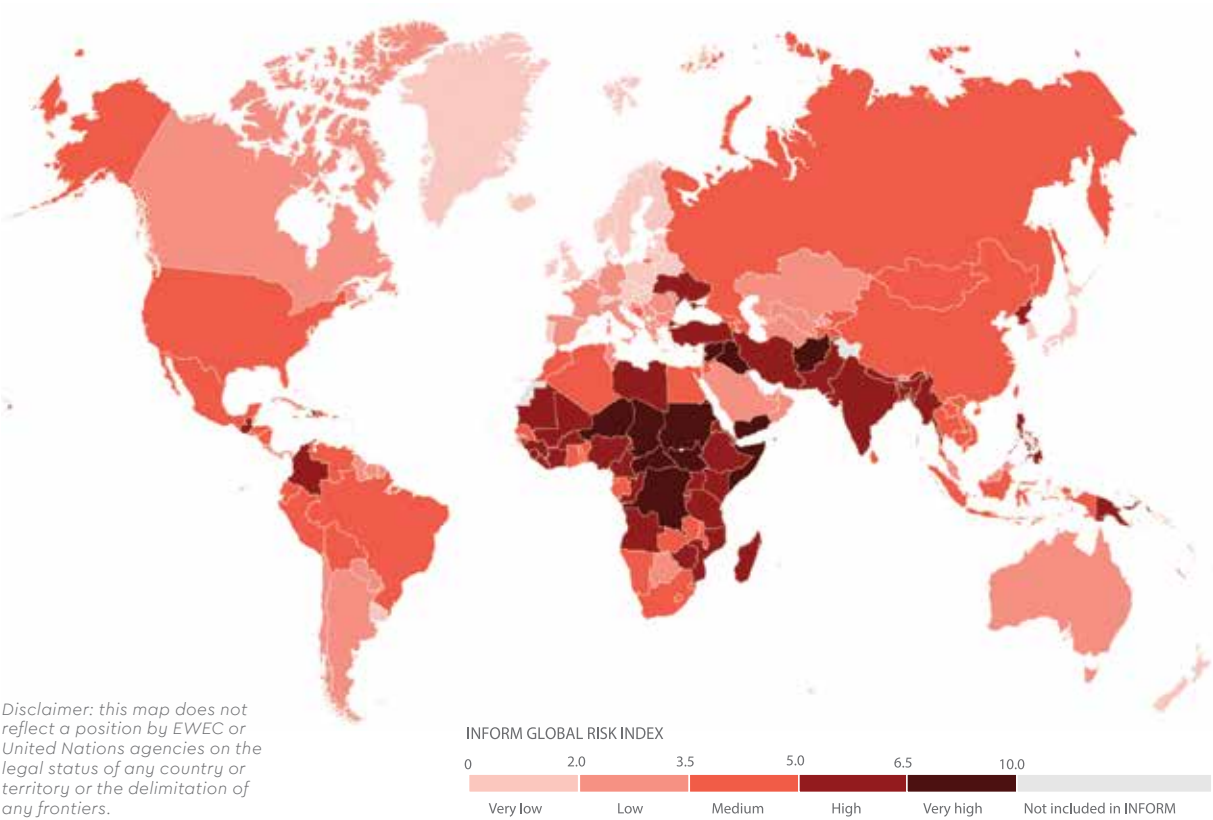 Disclaimer: this map does not
reflect a position by EWEC or
United Nations agencies on the
legal status of any country or
territory or the delimitation of
any frontiers.
INFORM GLOBAL RISK INDEX
0 2.0 3.5 5.0 6.5 10.0
Very low Low Medium High Very high Not included in INFORM